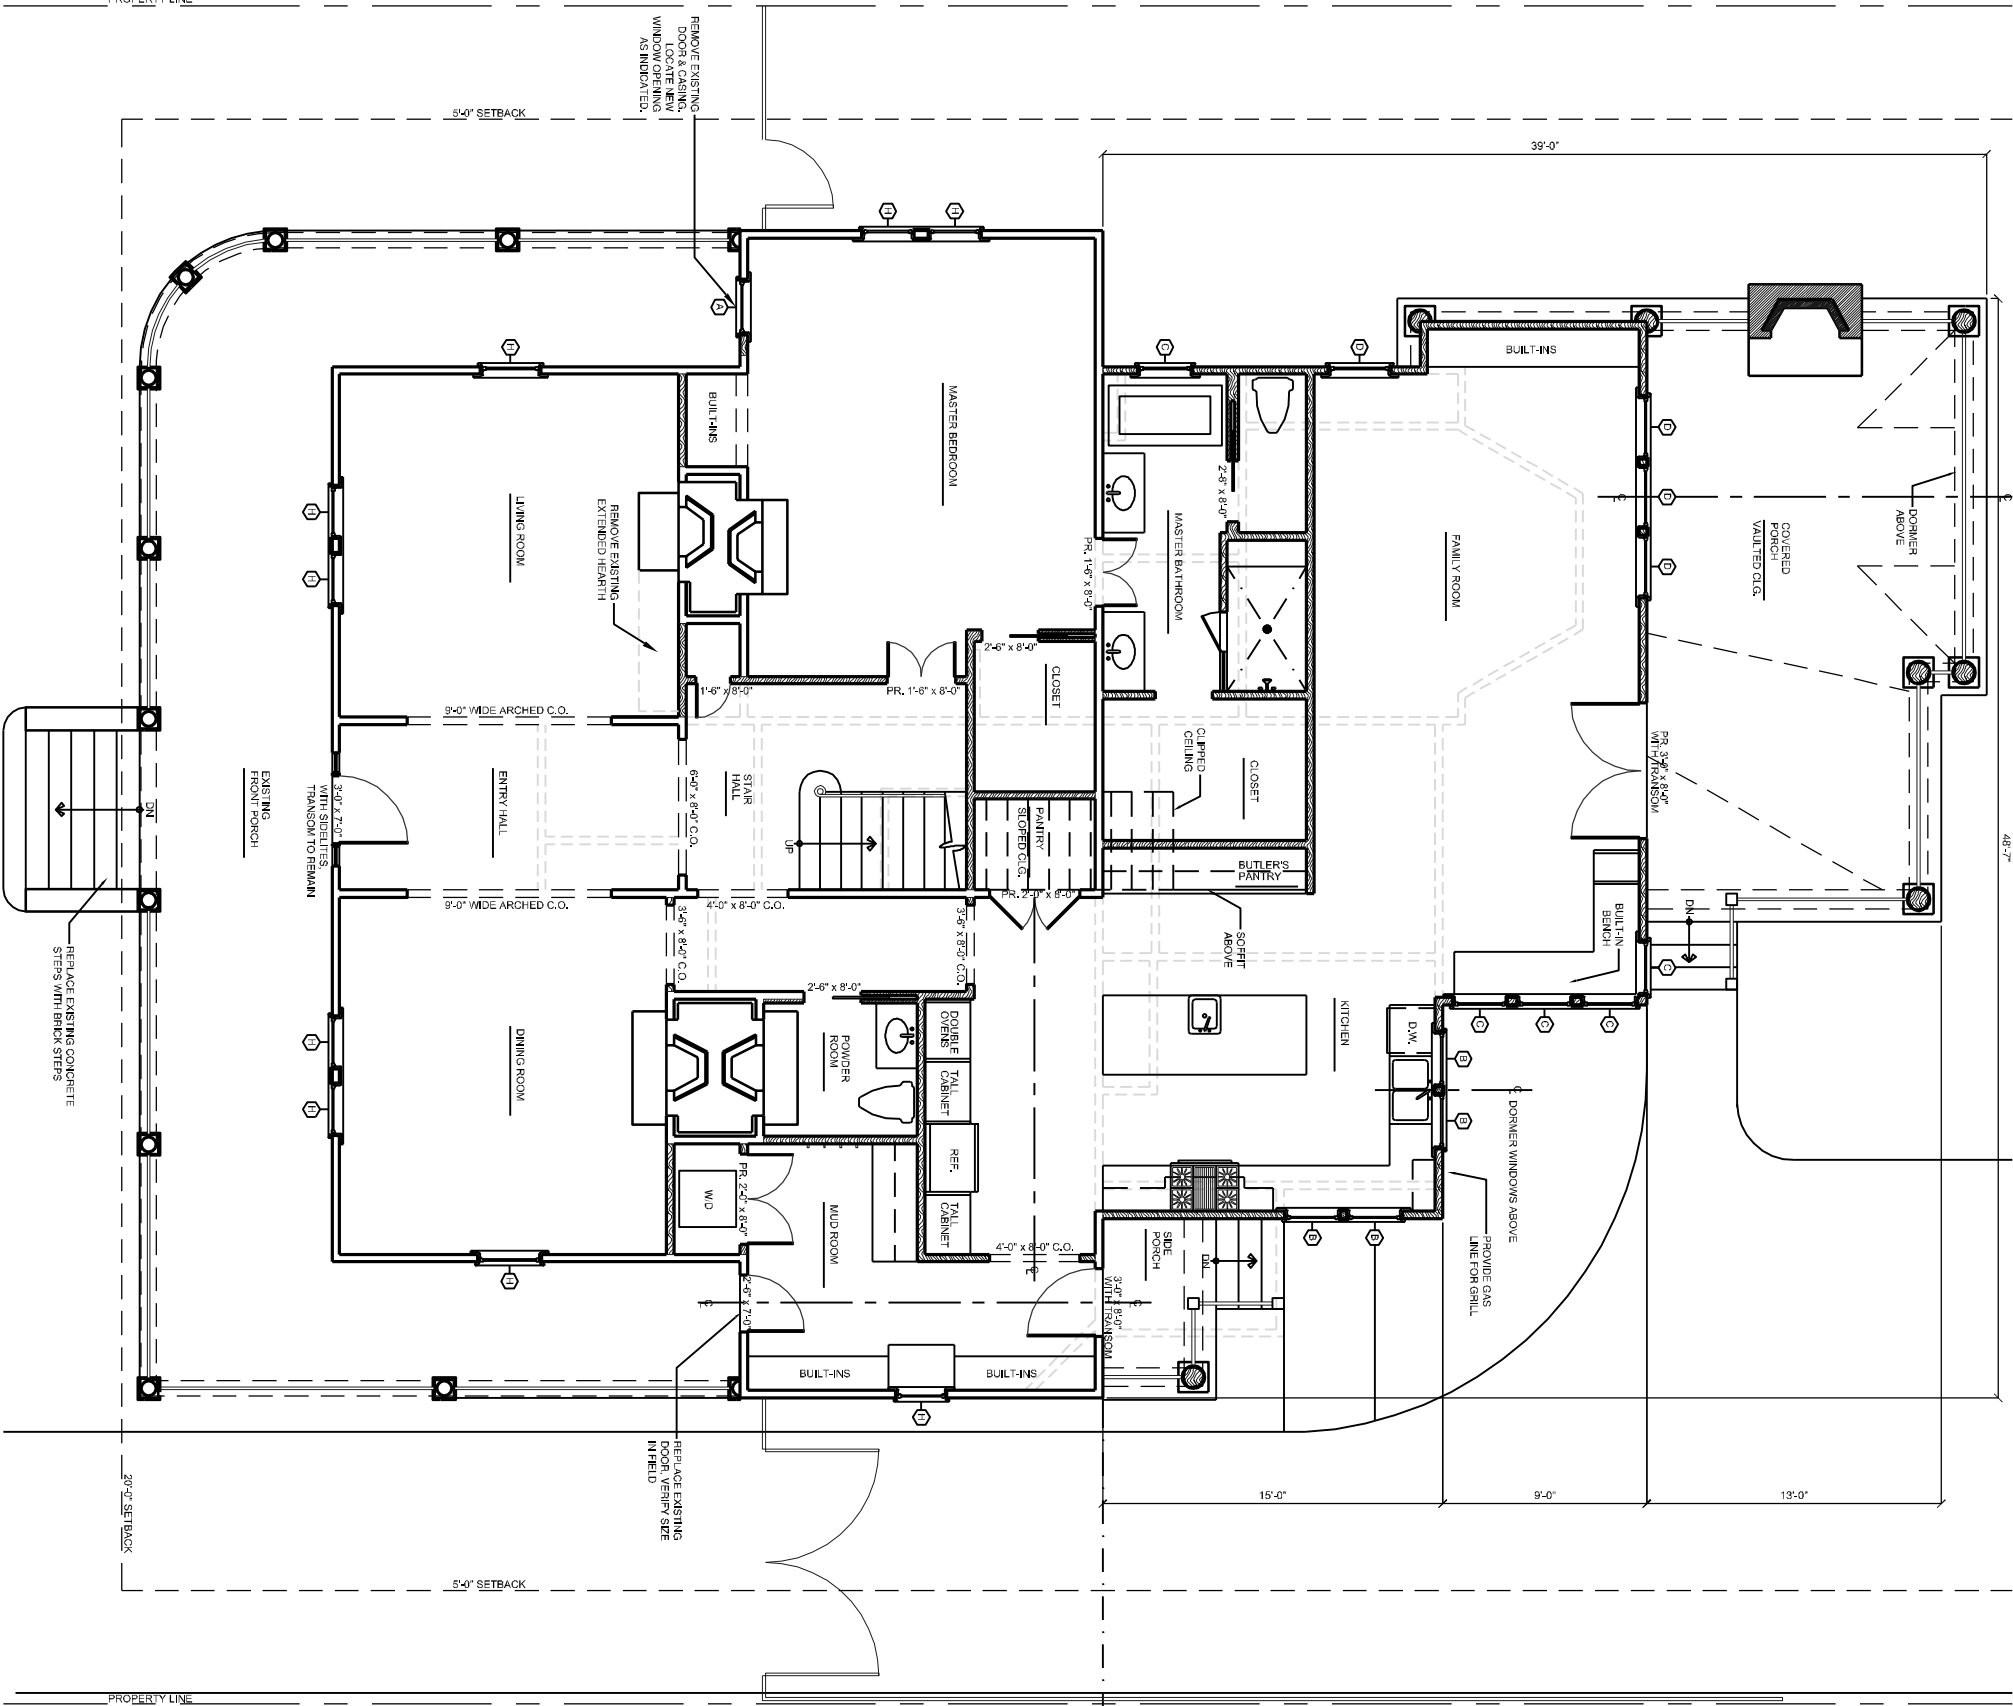 PROPERTY LINE
REMOVE EXISTING
DOOR & CASING.
LOCATE NEW
WINDOW OPENING
AS INDICATED.
5'-0" SETBACK
39'-0"
H
H
A
H
C
D
BUILT-INS
BUILT-INS
MASTER BEDROOM
LIVING ROOM
REMOVE EXISTING
EXTENDED HEARTH
H
H
2'-8" x 8'-0"
MASTER BATHROOM
PR. 1'-6" x 8'-0"
FAMILY ROOM
D
D
D
C
L
C
L
COVERED
PORCH
VAULTED CLG.
DORMER
ABOVE
2'-6" x 8'-0"
CLOSET
1'-6" x 8'-0"
PR. 1'-6" x 8'-0"
9'-0" WIDE ARCHED C.O.
CLIPPED
CEILING
CLOSET
PR. 3'-0" x 8'-0"
WITH TRANSOM
48'-7"
EXISTING
FRONT PORCH
DN
3'-0" x 7'-0"
WITH SIDELITES,
TRANSOM TO REMAIN
ENTRY HALL
6'-0" x 8'-0" C.O.
STAIR
HALL
UP
PANTRY
SLOPED CLG.
BUTLER'S
PANTRY
PR. 2'-0" x 8'-0"
9'-0" WIDE ARCHED C.O.
4'-0" x 8'-0" C.O.
3'-6" x 8'-0" C.O.
3'-6" x 8'-0" C.O.
SOFFIT
ABOVE
BUILT-IN
BENCH
DN
C
REPLACE EXISTING CONCRETE
STEPS WITH BRICK STEPS
2'-6" x 8'-0"
DINING ROOM
H
H
POWDER
ROOM
DOUBLE
OVENS
TALL
CABINET
REF.
TALL
CABINET
KITCHEN
D.W.
C
C
C
B
B
C
L
DORMER WINDOWS ABOVE
W/D
PR. 2'-0" x 8'-0"
MUD ROOM
4'-0" x 8'-0" C.O.
C
L
SIDE
PORCH
DN
B
B
PROVIDE GAS
LINE FOR GRILL
H
C
L
2'-6" x 7'-0"
3'-0" x 8'-0"
WITH TRANSOM
C
L
BUILT-INS
BUILT-INS
H
REPLACE EXISTING
DOOR. VERIFY SIZE
IN FIELD
20'-0" SETBACK
15'-0"
9'-0"
13'-0"
5'-0" SETBACK
PROPERTY LINE